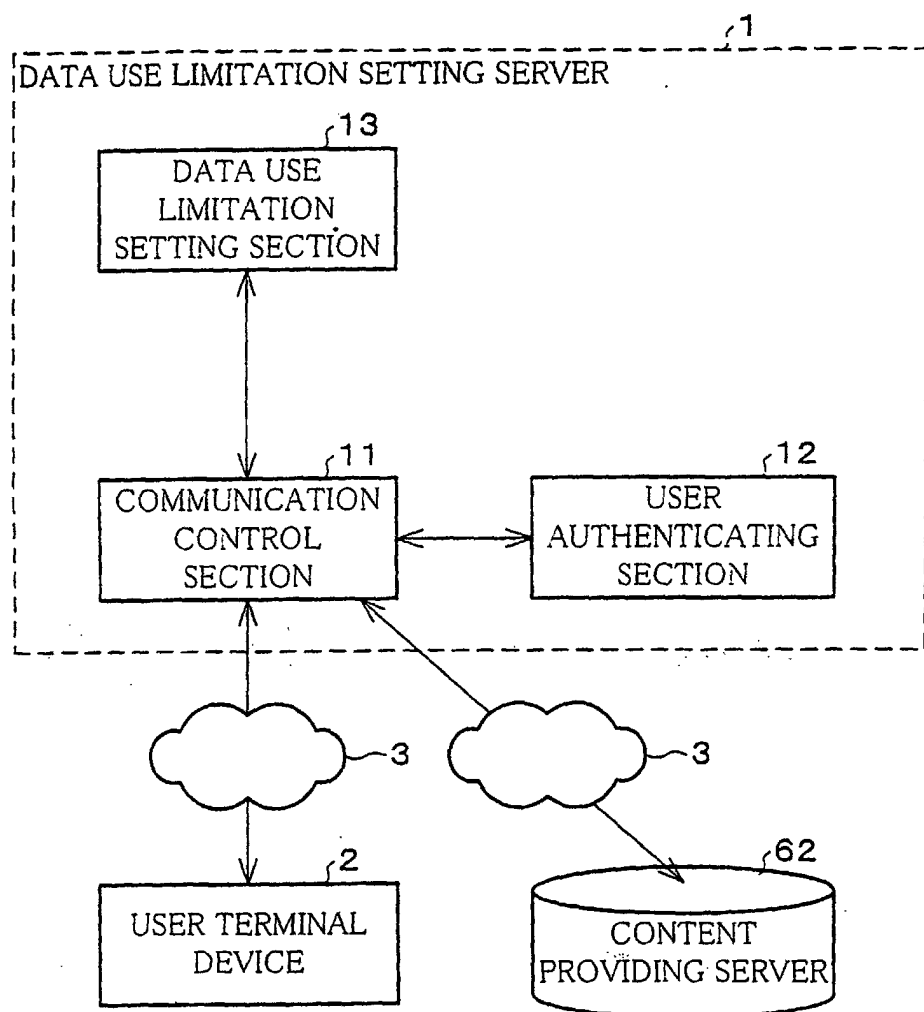 1
DATA USE LIMITATION SETTING SERVER
13
DATA USE
LIMITATION
SETTING SECTION
11
COMMUNICATION
CONTROL
SECTION
12
USER
AUTHENTICATING
SECTION
3
3
2
USER TERMINAL
DEVICE
62
CONTENT
PROVIDING SERVER